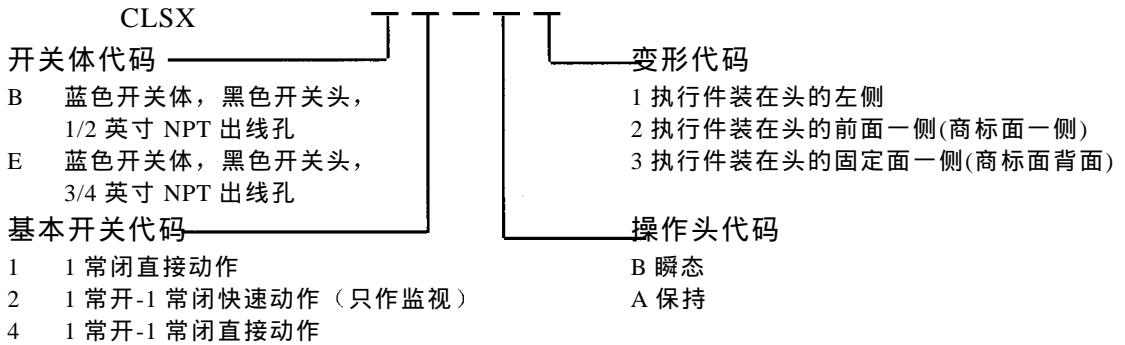 CLSX
开关体代码
B 蓝色开关体，黑色开关头，
1/2 英寸 NPT 出线孔
E 蓝色开关体，黑色开关头，
3/4 英寸 NPT 出线孔
基本开关代码
1 1 常闭直接动作
2 1 常开-1 常闭快速动作（只作监视）
4 1 常开-1 常闭直接动作
变形代码
1 执行件装在头的左侧
2 执行件装在头的前面一侧(商标面一侧)
3 执行件装在头的固定面一侧(商标面背面)
操作头代码
B 瞬态
A 保持